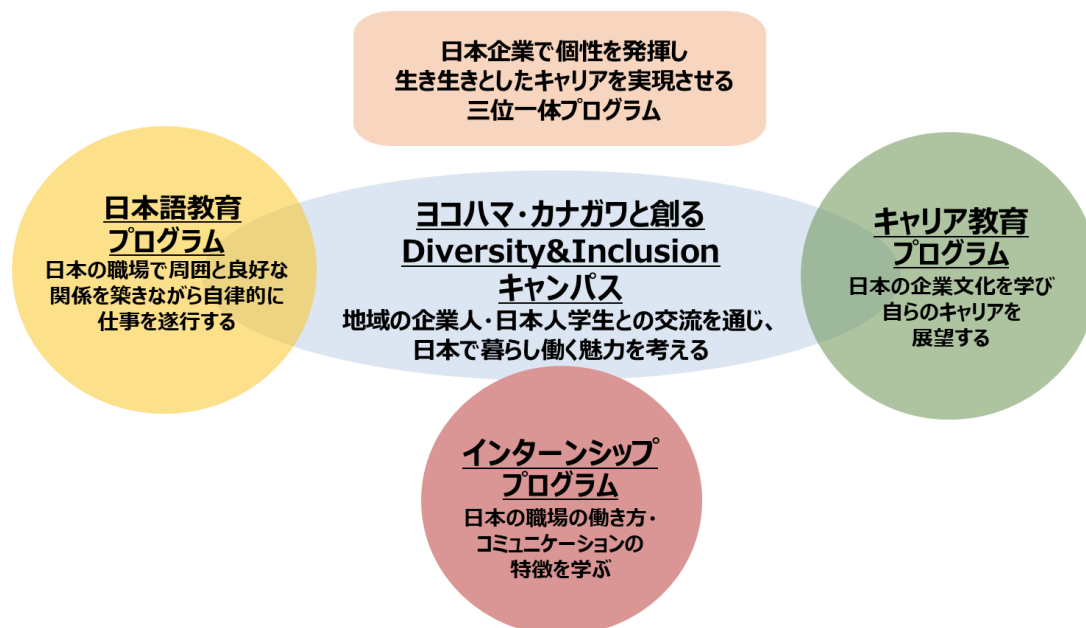 日本企業で個性を発揮し
生き生きとしたキャリアを実現させる
三位一体プログラム
日本語教育
プログラム
日本の職場で周囲と良好な
関係を築きながら自律的に
仕事を遂行する
ヨコハマ・カナガワと創る
Diversity&Inclusion
キャンパス
地域の企業人・日本人学生との交流を通じ、
日本で暮らし働く魅力を考える
キャリア教育
プログラム
日本の企業文化を学び
自らのキャリアを
展望する
インターンシップ
プログラム
日本の職場の働き方・
コミュニケーションの
特徴を学ぶ